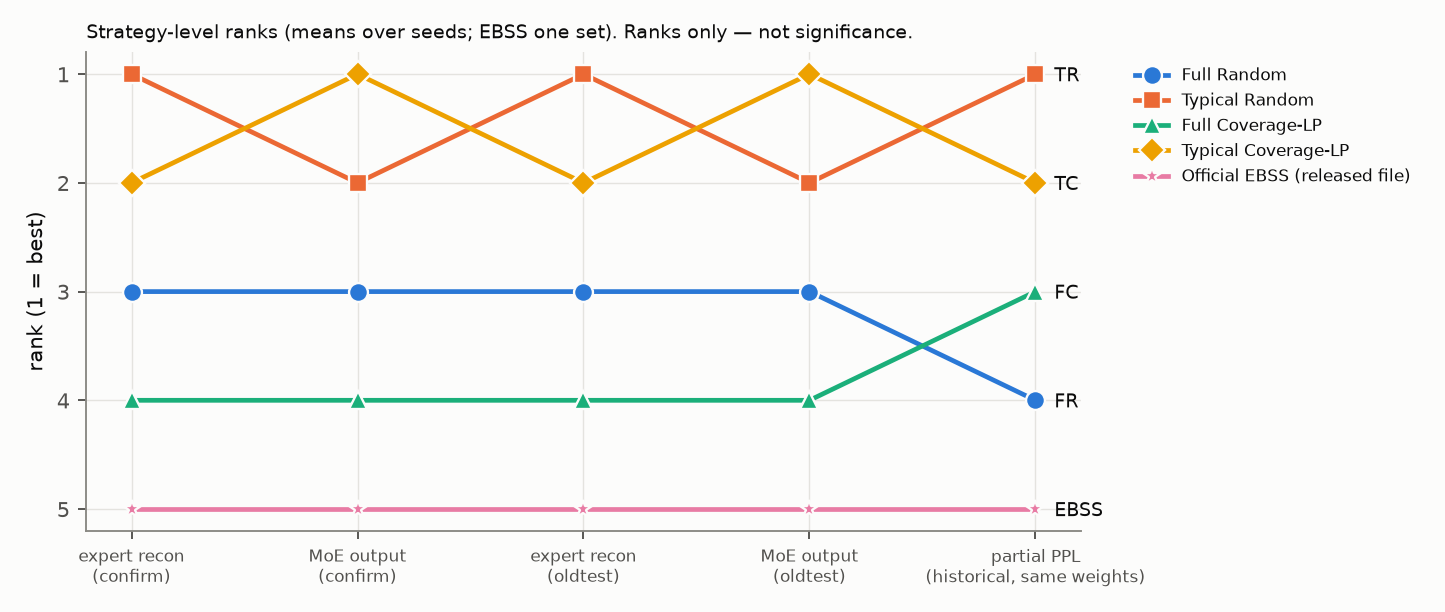 Strategy-level ranks (means over seeds; EBSS one set). Ranks only — not significance.
rank (1 = best)
1
2
3
4
5
TR
TC
FC
FR
EBSS
expert recon
(confirm)
MoE output
(confirm)
expert recon
(oldtest)
MoE output
(oldtest)
partial PPL
(historical, same weights)
Full Random
Typical Random
Full Coverage-LP
Typical Coverage-LP
Official EBSS (released file)